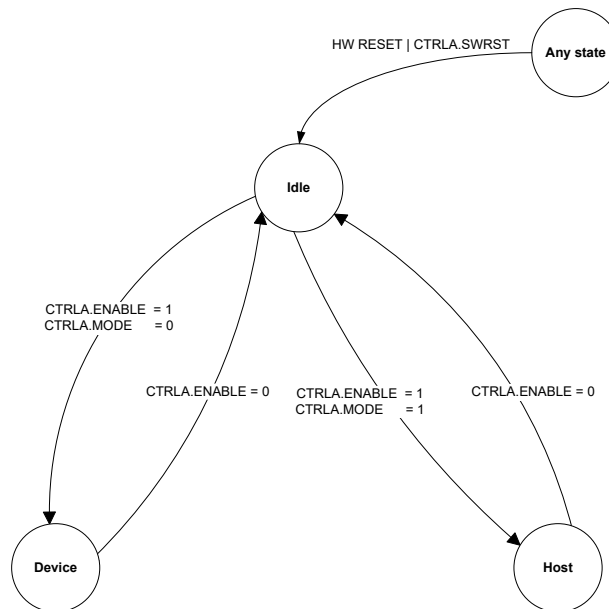 HW RESET | CTRLA.SWRST
Any state
Idle
CTRLA.ENABLE = 1
CTRLA.MODE = 0
CTRLA.ENABLE = 0
CTRLA.ENABLE = 1
CTRLA.MODE = 1
CTRLA.ENABLE = 0
Device
Host